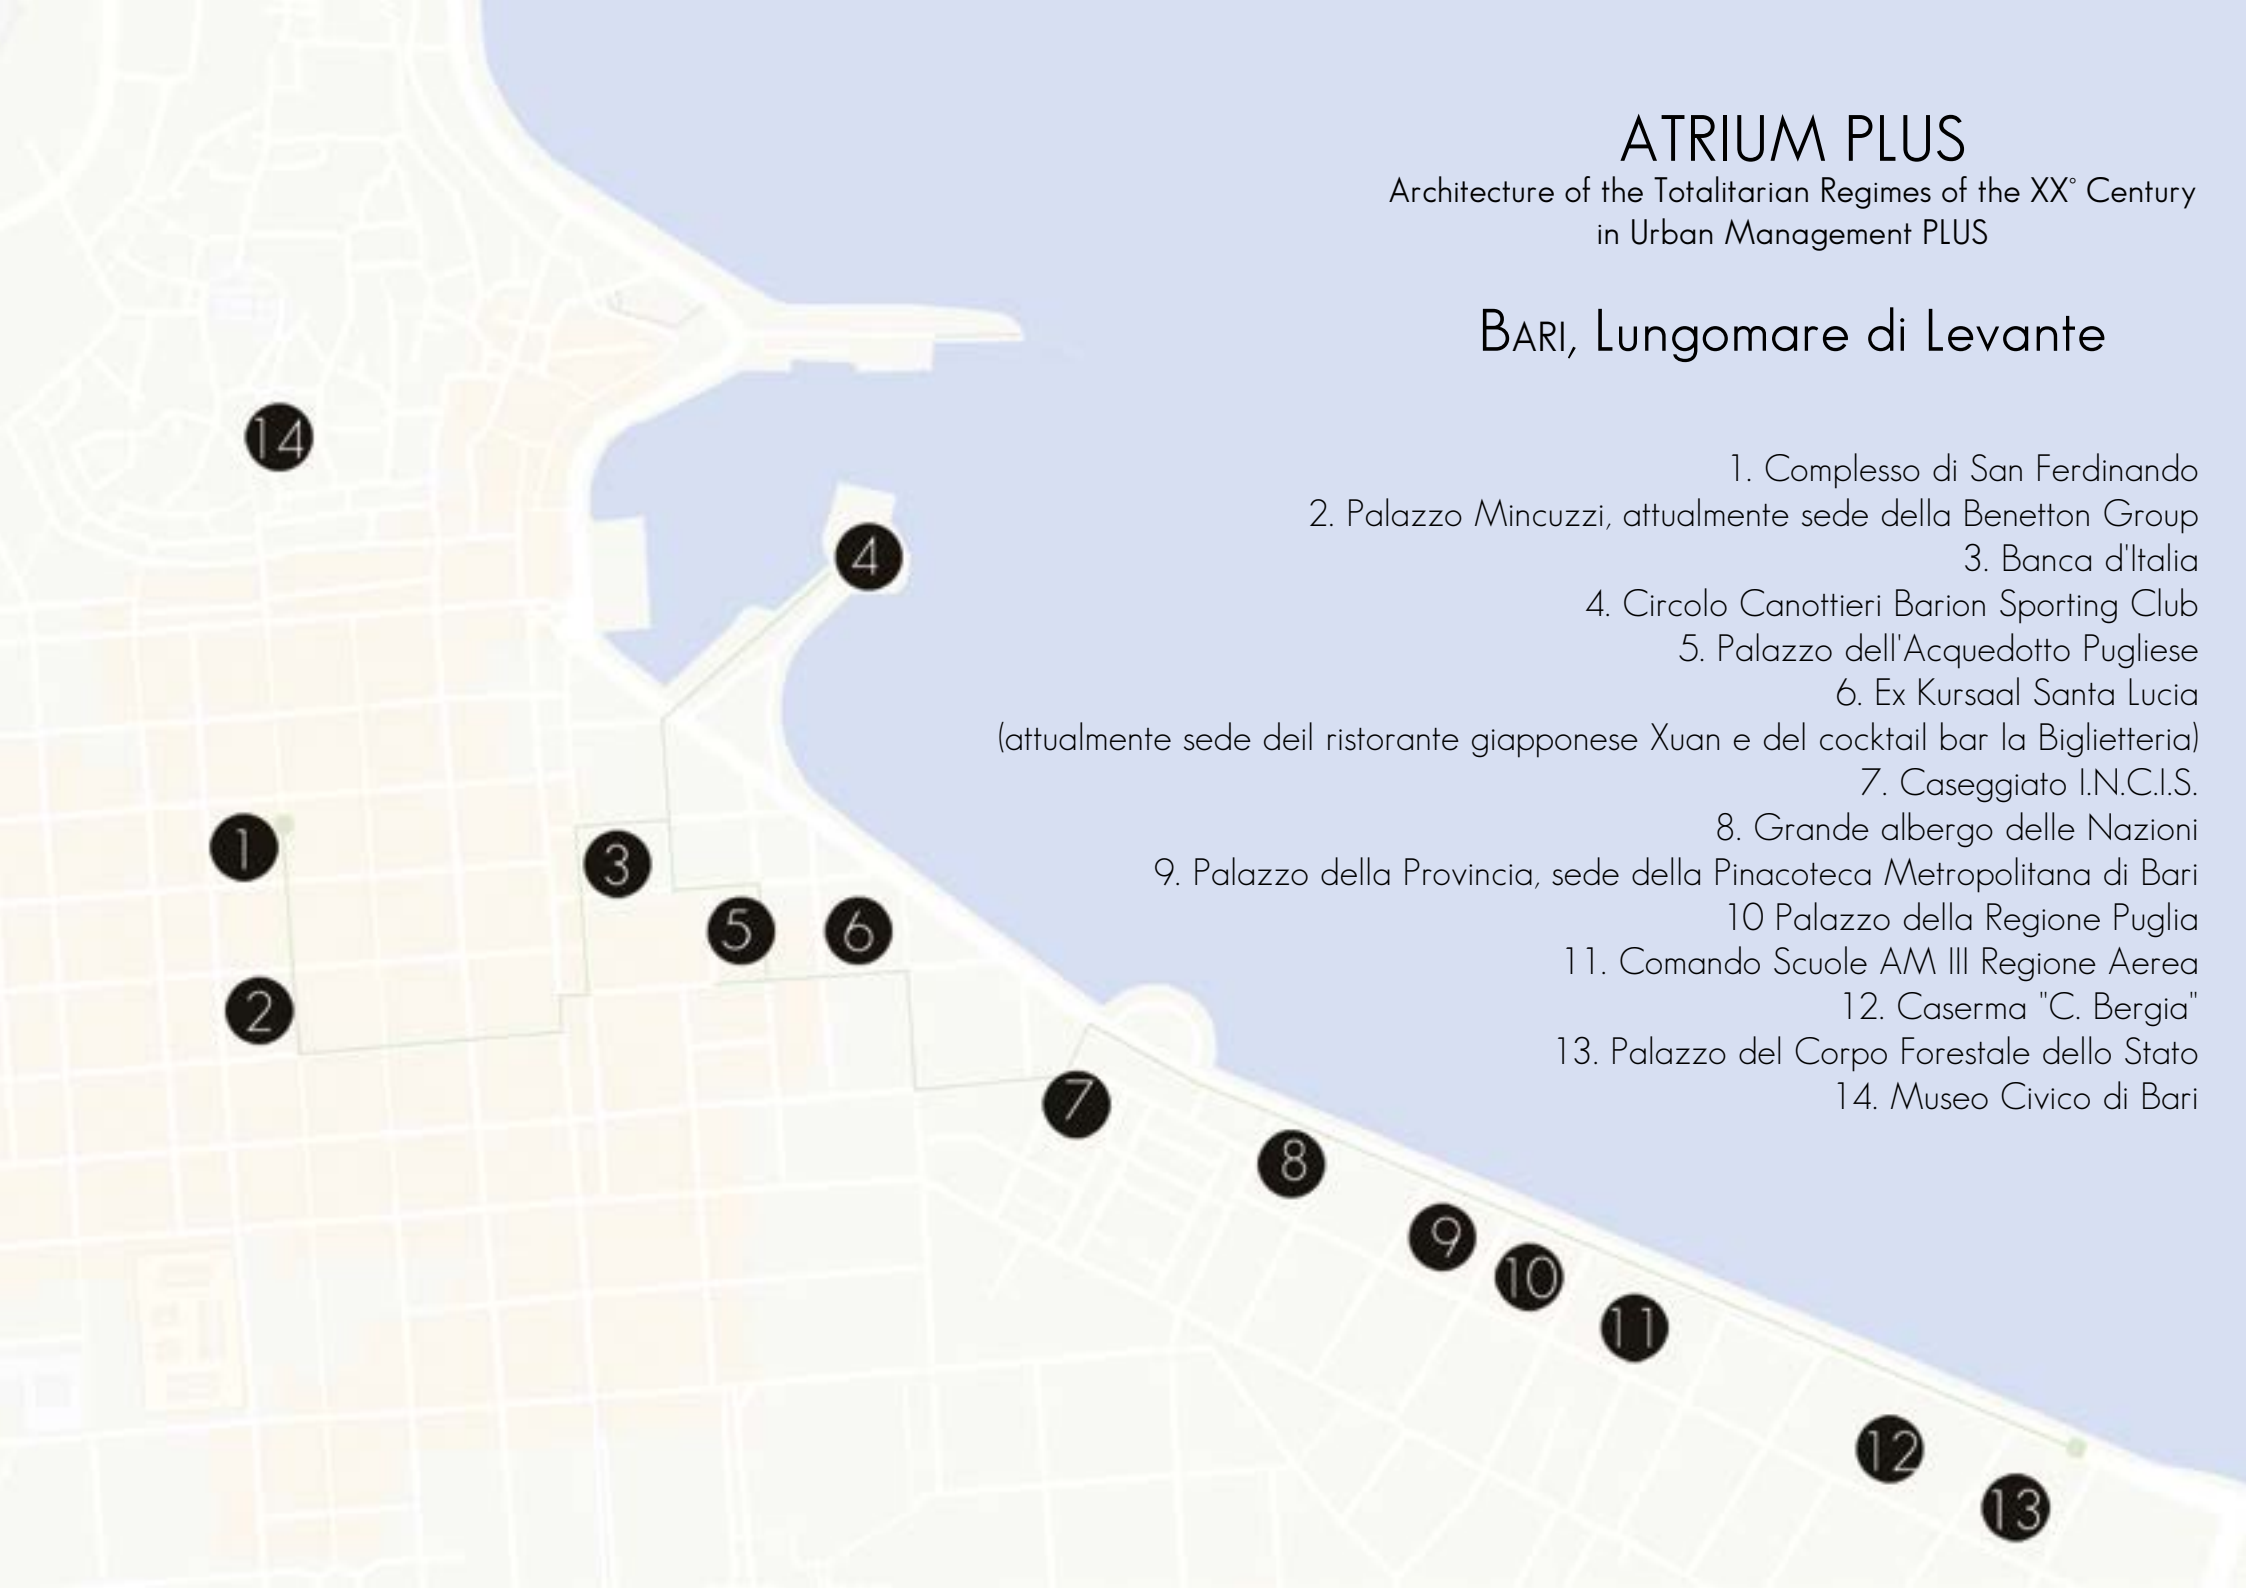 ATRIUM PLUS
Architecture of the Totalitarian Regimes of the XX° Century
in Urban Management PLUS
BARI, Lungomare di Levante
1. Complesso di San Ferdinando
2. Palazzo Mincuzzi, attualmente sede della Benetton Group
3. Banca d'Italia
4. Circolo Canottieri Barion Sporting Club
5. Palazzo dell'Acquedotto Pugliese
6. Ex Kursaal Santa Lucia
(attualmente sede deil ristorante giapponese Xuan e del cocktail bar la Biglietteria)
7. Caseggiato I.N.C.I.S.
8. Grande albergo delle Nazioni
9. Palazzo della Provincia, sede della Pinacoteca Metropolitana di Bari
10 Palazzo della Regione Puglia
11. Comando Scuole AM III Regione Aerea
12. Caserma "C. Bergia"
13. Palazzo del Corpo Forestale dello Stato
14. Museo Civico di Bari
14
4
1
3
5
6
2
7
8
9
10
11
12
13